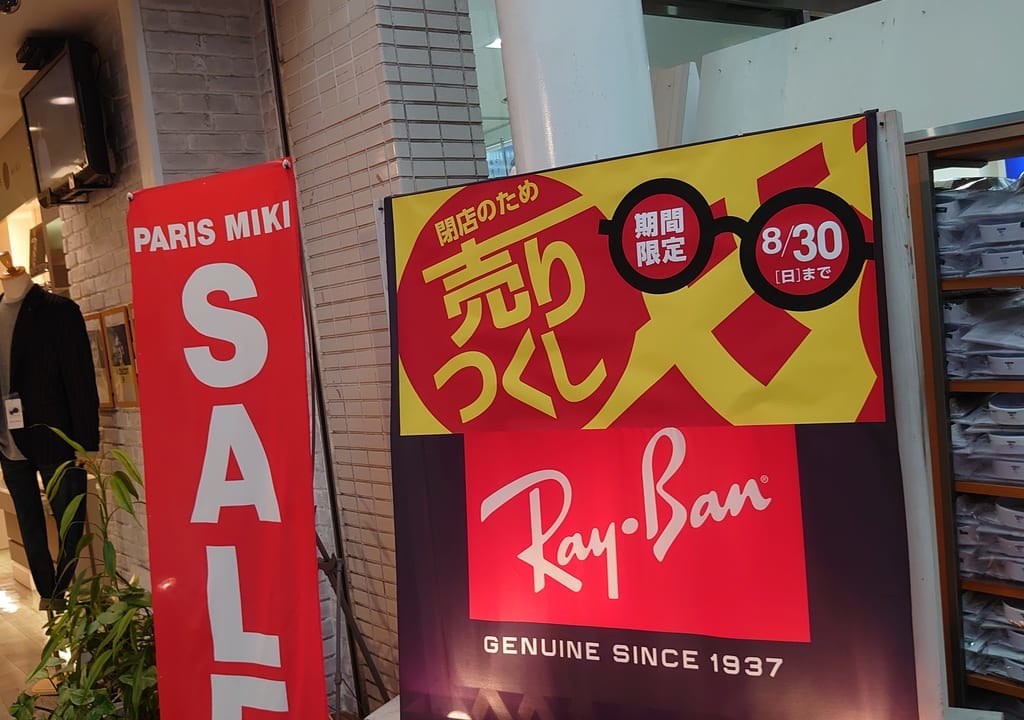 PARIS MIKI
SALE
閉店のため
売り
つくし
期間
限定
8/30
[日]まで
Ray-Ban®
GENUINE SINCE 1937